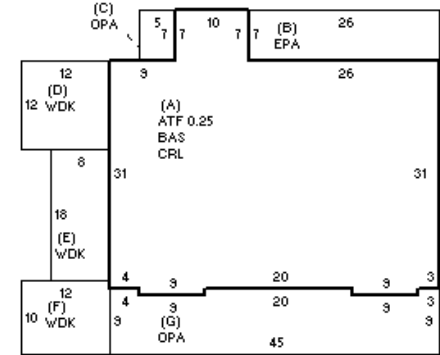 (C)
OPA
5
7
7
10
7
7
(B)
EPA
26
12
(D)
12 WDK
9
26
(A)
ATF 0.25
BAS
CRL
8
31
31
18
(E)
WDK
12
(F)
10 WDK
4
9
20
9
3
4
9
20
9
3
9
(G)
OPA
9
45